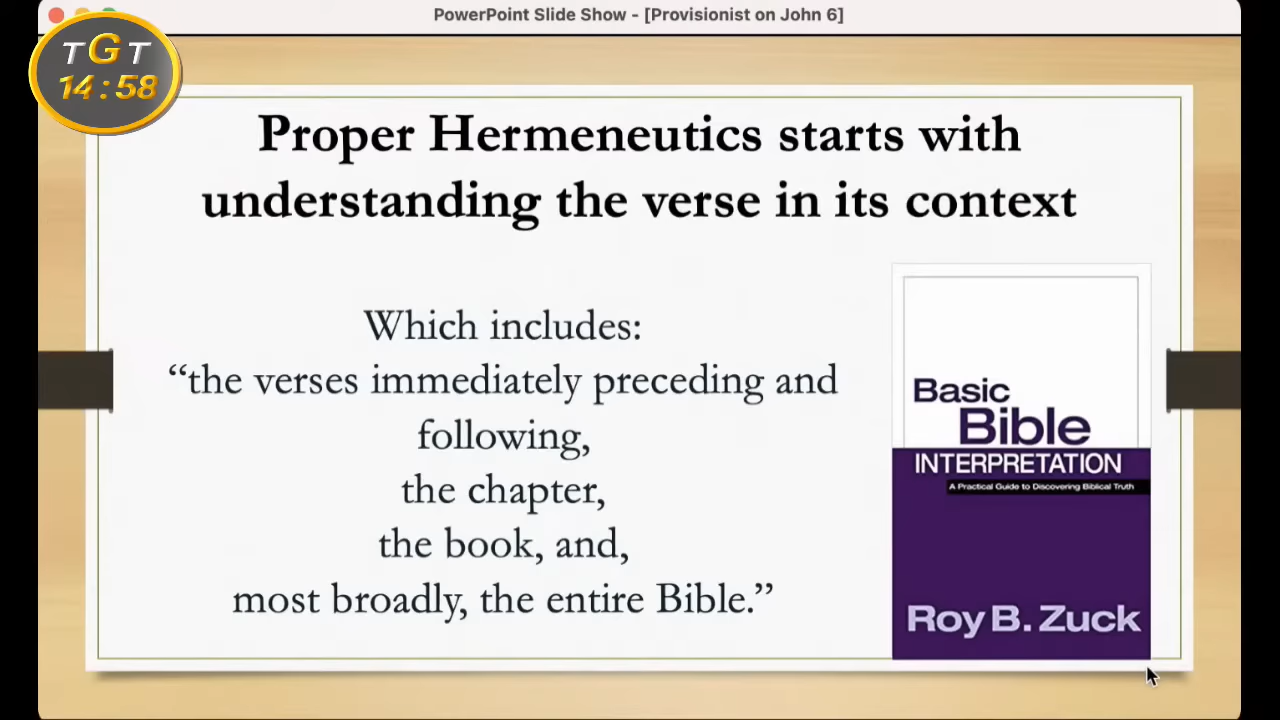 PowerPoint Slide Show - [Provisionist on John 6]
TGT
14:58
Proper Hermeneutics starts with
understanding the verse in its context
Which includes:
“the verses immediately preceding and
following,
the chapter,
the book, and,
most broadly, the entire Bible.”
Basic
Bible
INTERPRETATION
A Practical Guide to Discovering Biblical Truth
Roy B. Zuck